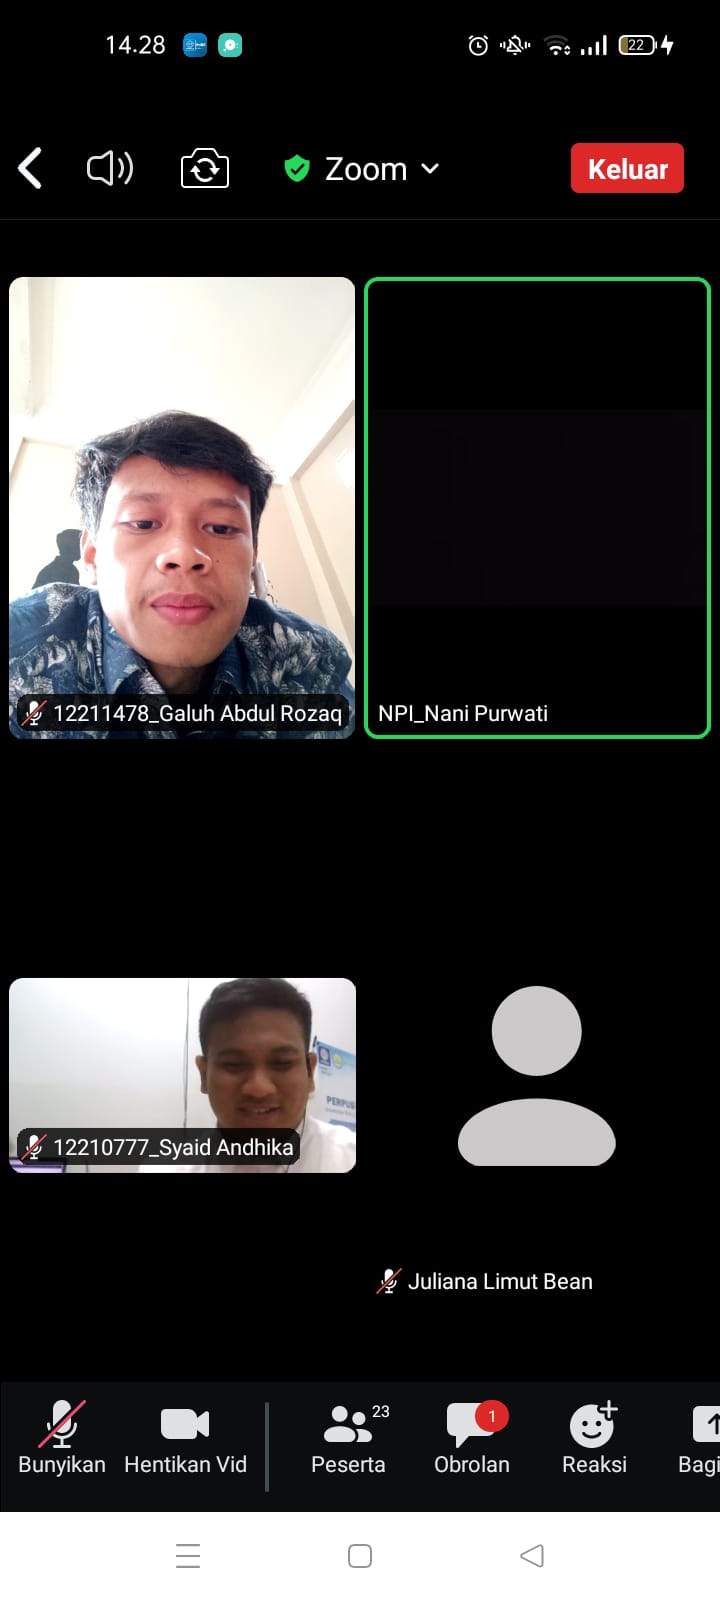 14.28
22
Zoom
Keluar
12211478_Galuh Abdul Rozaq
NPI_Nani Purwati
PERPUS
12210777_Syaid Andhika
Juliana Limut Bean
23
1
Bunyikan
Hentikan Vid
Peserta
Obrolan
Reaksi
Bagi